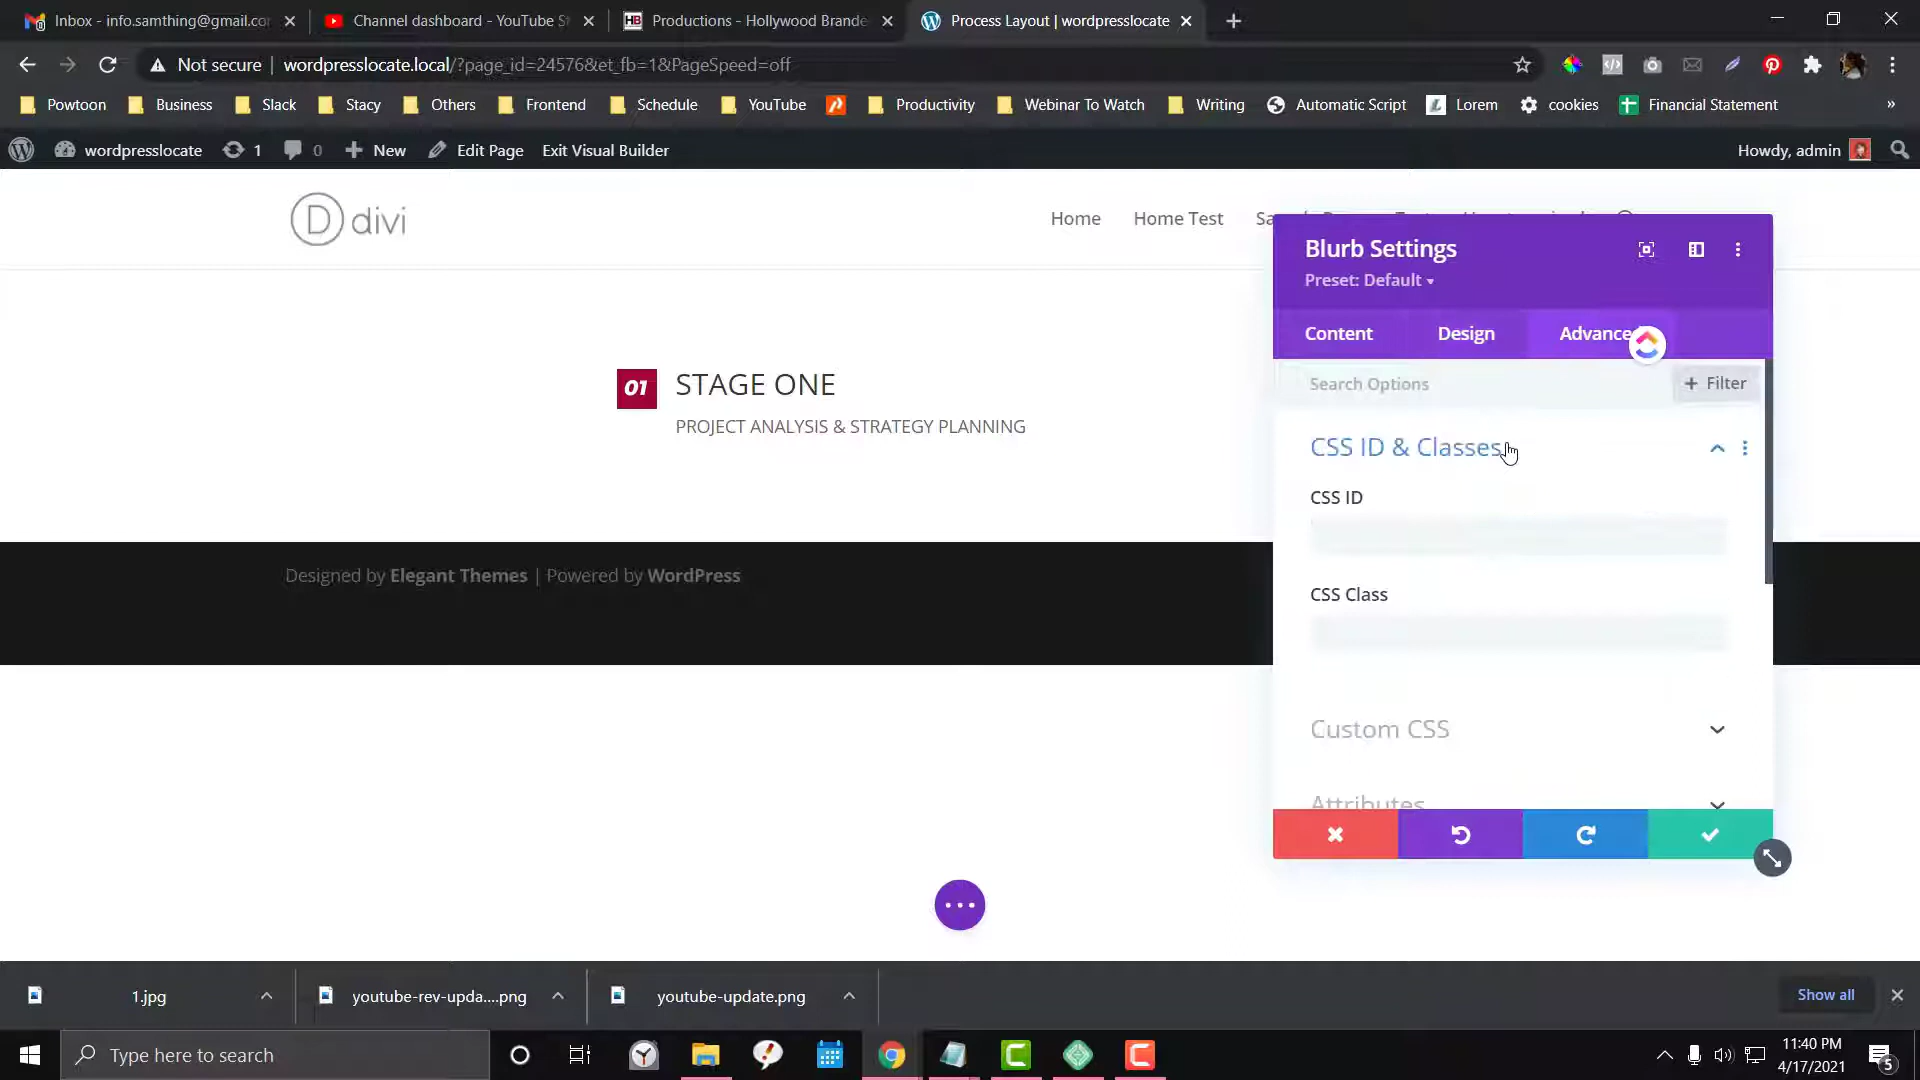 Inbox - info.samthing@gmail.co
Channel dashboard - YouTube St
Productions - Hollywood Brande
Process Layout | wordpresslocate
Not secure
wordpresslocate.local/?page_id=24576&et_fb=1&PageSpeed=off
Powtoon
Business
Slack
Stacy
Others
Frontend
Schedule
YouTube
Productivity
Webinar To Watch
Writing
Automatic Script
Lorem
cookies
Financial Statement
»
wordpresslocate
1
0
New
Edit Page
Exit Visual Builder
Howdy, admin
D divi
Home
Home Test
Blurb Settings
Preset: Default
Content
Design
Advance
Search Options
+ Filter
01
STAGE ONE
PROJECT ANALYSIS & STRATEGY PLANNING
CSS ID & Classes
CSS ID
CSS Class
Designed by Elegant Themes | Powered by WordPress
Custom CSS
Attributes
1.jpg
youtube-rev-upda....png
youtube-update.png
Show all
Type here to search
11:40 PM
4/17/2021
5